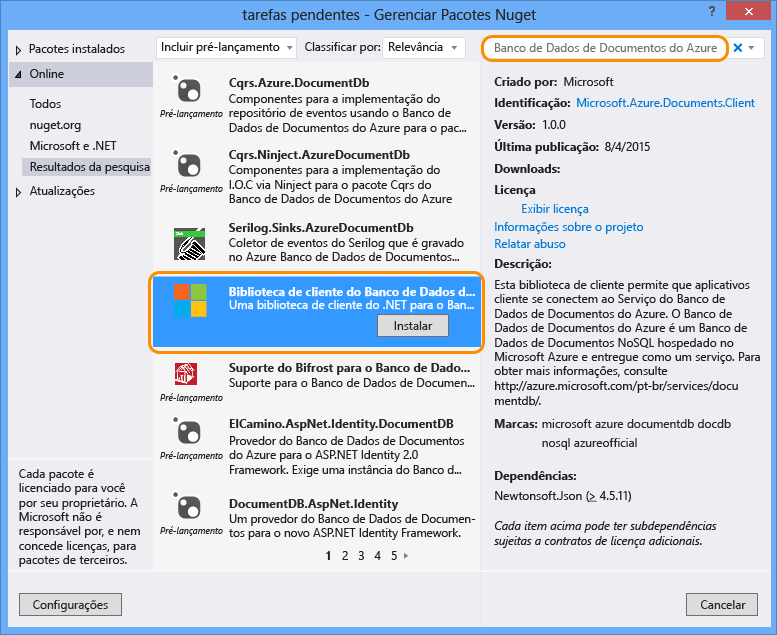 tarefas pendentes - Gerenciar Pacotes Nuget
?
Pacotes instalados
Online
Todos
nuget.org
Microsoft e .NET
Resultados da pesquisa
Atualizações
Cada pacote é
licenciado para você
por seu proprietário. A
Microsoft não é
responsável por, e nem
concede licenças, para
pacotes de terceiros.
Incluir pré-lançamento
Classificar por: Relevância
Cqrs.Azure.DocumentDb
Componentes para a implementação do
Pré-lançamento repositório de eventos usando o Banco de
Dados de Documentos do Azure para o pac...
Cqrs.Ninject.AzureDocumentDb
Componentes para a implementação do
Pré-lançamento I.O.C via Ninject para o pacote Cqrs do
Banco de Dados de Documentos do Azure
Serilog.Sinks.AzureDocumentDb
Coletor de eventos do Serilog que é gravado
no Azure Banco de Dados de Documentos...
Biblioteca de cliente do Banco de Dados d...
Uma biblioteca de cliente do .NET para o Ban...
Instalar
Suporte do Bifrost para o Banco de Dado...
Suporte para o Banco de Dados de Documen...
Pré-lançamento
ElCamino.AspNet.Identity.DocumentDB
Provedor do Banco de Dados de Documentos
Pré-lançamento do Azure para o ASP.NET Identity 2.0
Framework. Exige uma instância do Banco d...
DocumentDB.AspNet.Identity
Um provedor do Banco de Dados de Documen-
Pré-lançamento tos para o novo ASP.NET Identity Framework.
1 2 3 4 5
Banco de Dados de Documentos do Azure
Criado por: Microsoft
Identificação: Microsoft.Azure.Documents.Client
Versão: 1.0.0
Última publicação: 8/4/2015
Downloads:
Licença
Exibir licença
Informações sobre o projeto
Relatar abuso
Descrição:
Esta biblioteca de cliente permite que aplicativos
cliente se conectem ao Serviço do Banco de
Dados de Documentos do Azure. O Banco de
Dados de Documentos do Azure é um Banco de
Dados de Documentos NoSQL hospedado no
Microsoft Azure e entregue como um serviço. Para
obter mais informações, consulte
http://azure.microsoft.com/pt-br/services/docu
mentdb/.
Marcas: microsoft azure documentdb docdb
nosql azureofficial
Dependências:
Newtonsoft.Json (≥ 4.5.11)
Cada item acima pode ter subdependências
sujeitas a contratos de licença adicionais.
Configurações
Cancelar